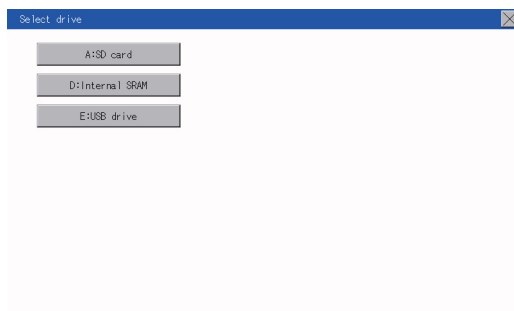 Select drive
A:SD card
D:Internal SRAM
E:USB drive